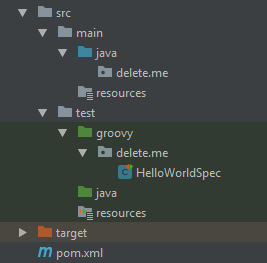 src
main
java
delete.me
resources
test
groovy
delete.me
HelloWorldSpec
java
resources
target
pom.xml